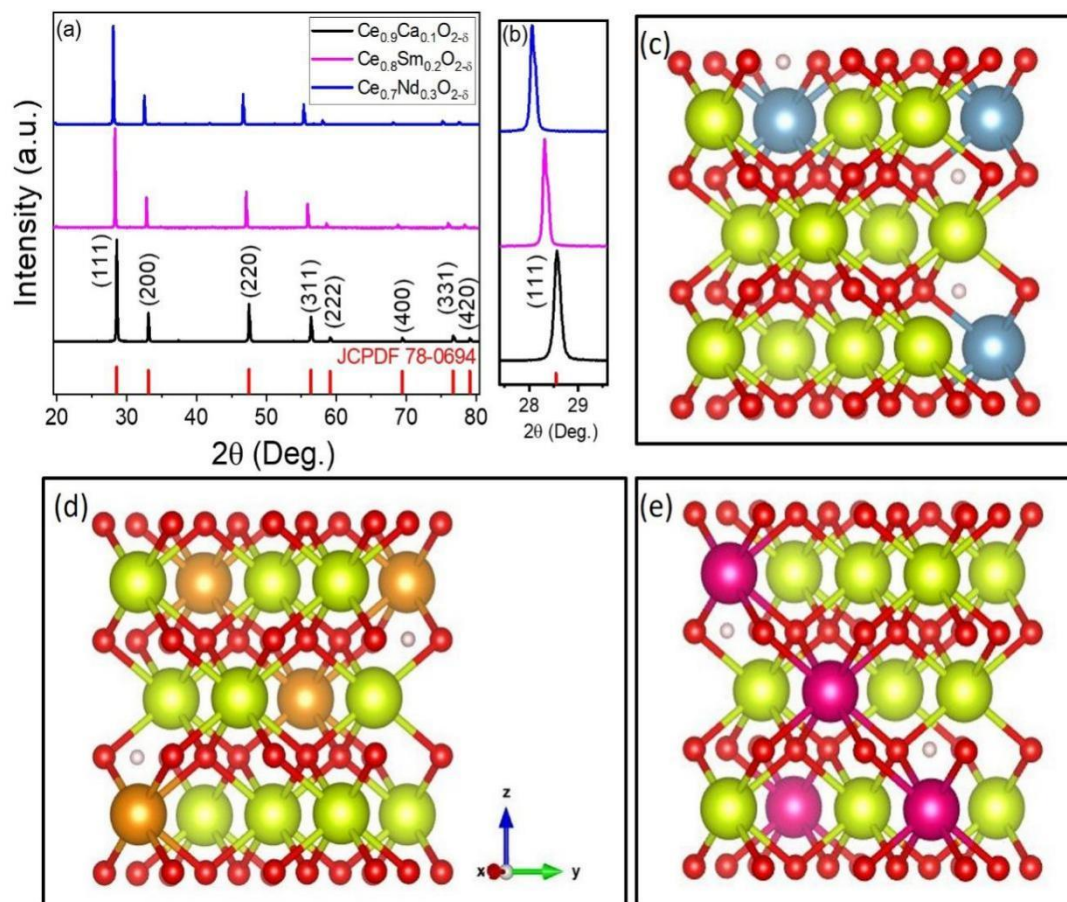 (a)
Ce0.9Ca0.1O2-δ
Ce0.8Sm0.2O2-δ
Ce0.7Nd0.3O2-δ
Intensity (a.u.)
(111)
(200)
(220)
(311)
(222)
(400)
(331)
(420)
JCPDF 78-0694
20 30 40 50 60 70 80
2θ (Deg.)
(b)
(111)
28 29
2θ (Deg.)
(c)
(d)
z
x
y
(e)